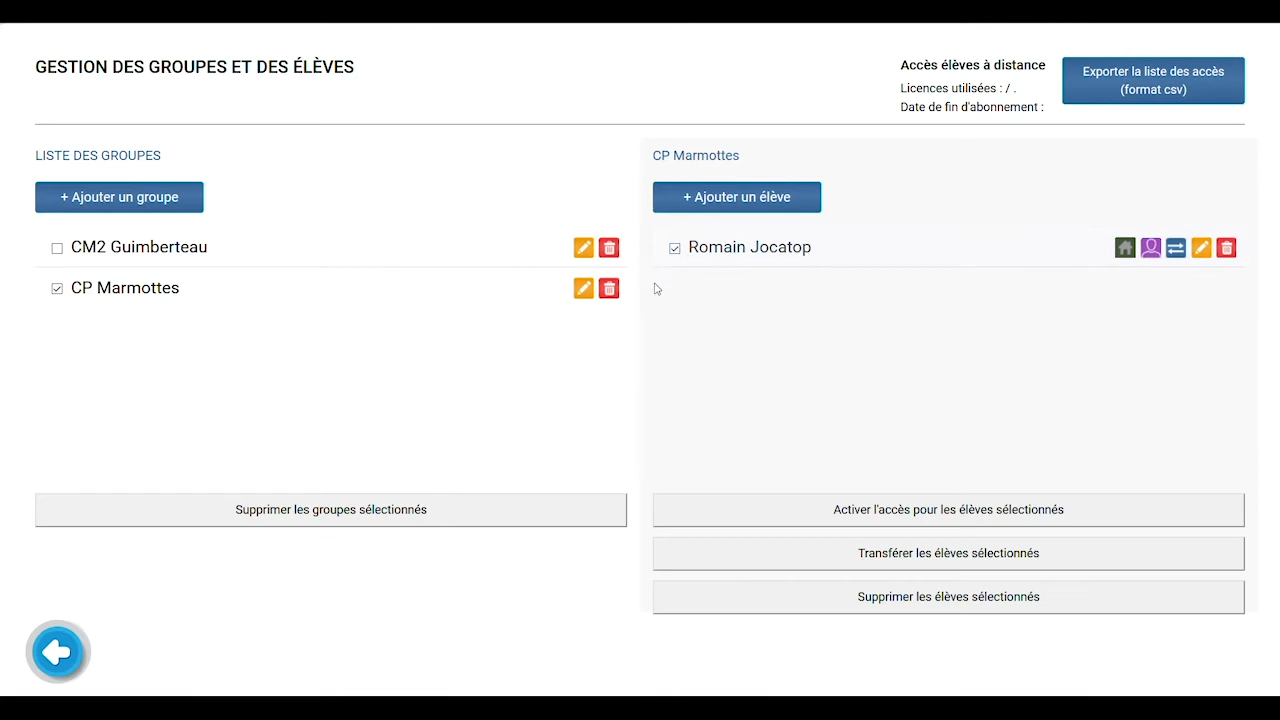 GESTION DES GROUPES ET DES ÉLÈVES
Accès élèves à distance
Licences utilisées : / .
Date de fin d'abonnement :
Exporter la liste des accès
(format csv)
LISTE DES GROUPES
+ Ajouter un groupe
CM2 Guimberteau
CP Marmottes
Supprimer les groupes sélectionnés
CP Marmottes
+ Ajouter un élève
Romain Jocatop
Activer l'accès pour les élèves sélectionnés
Transférer les élèves sélectionnés
Supprimer les élèves sélectionnés